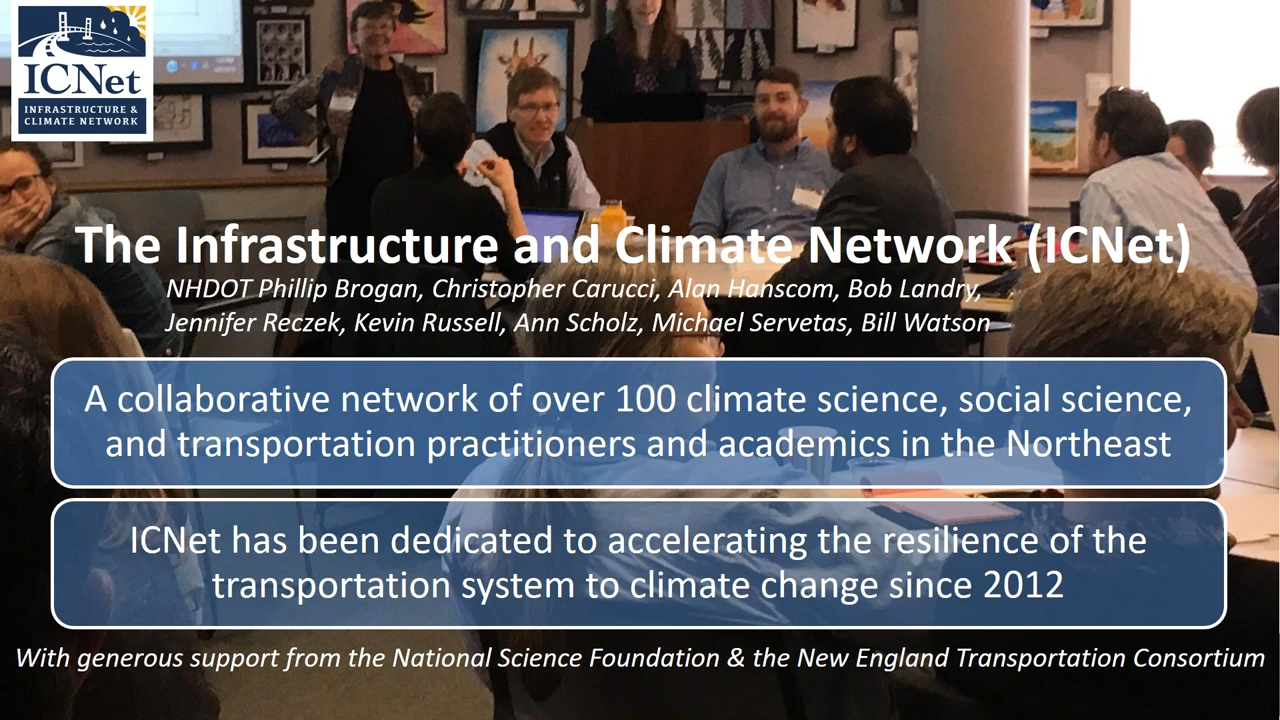 ICNet
INFRASTRUCTURE &
CLIMATE NETWORK
The Infrastructure and Climate Network (ICNet)
NHDOT Phillip Brogan, Christopher Carucci, Alan Hanscom, Bob Landry,
Jennifer Reczek, Kevin Russell, Ann Scholz, Michael Servetas, Bill Watson
A collaborative network of over 100 climate science, social science,
and transportation practitioners and academics in the Northeast
ICNet has been dedicated to accelerating the resilience of the
transportation system to climate change since 2012
With generous support from the National Science Foundation & the New England Transportation Consortium